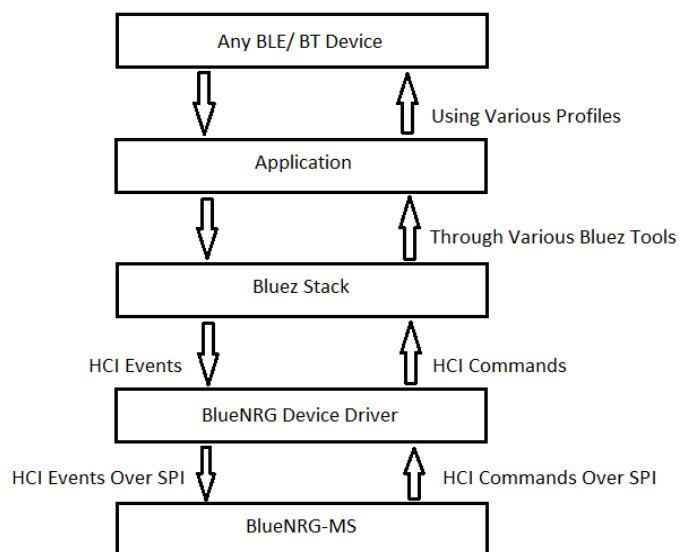 Any BLE/ BT Device
Using Various Profiles
Application
Through Various Bluez Tools
Bluez Stack
HCI Events
HCI Commands
BlueNRG Device Driver
HCI Events Over SPI
HCI Commands Over SPI
BlueNRG-MS